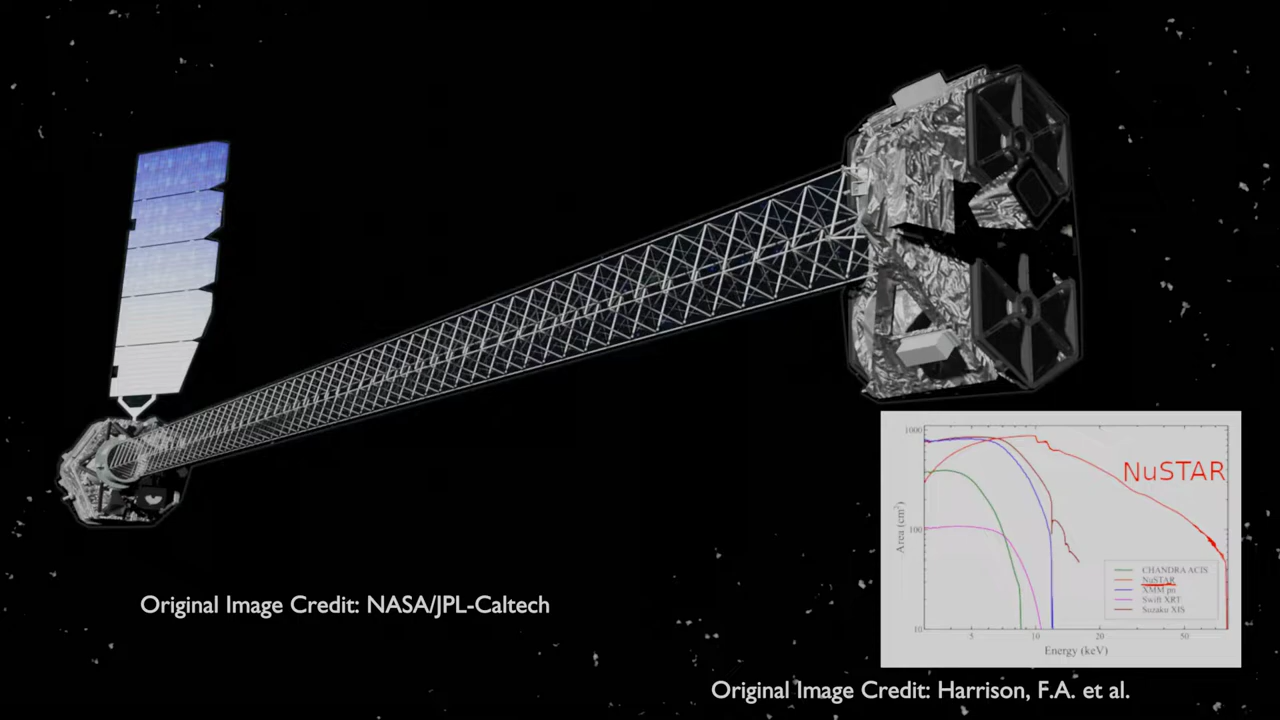 1000
NuSTAR
Area (cm²)
100
CHANDRA ACIS
NuSTAR
XMM pn
Swift XRT
Suzaku XIS
10
5 10 20 50
Energy (keV)
Original Image Credit: NASA/JPL-Caltech
Original Image Credit: Harrison, F.A. et al.